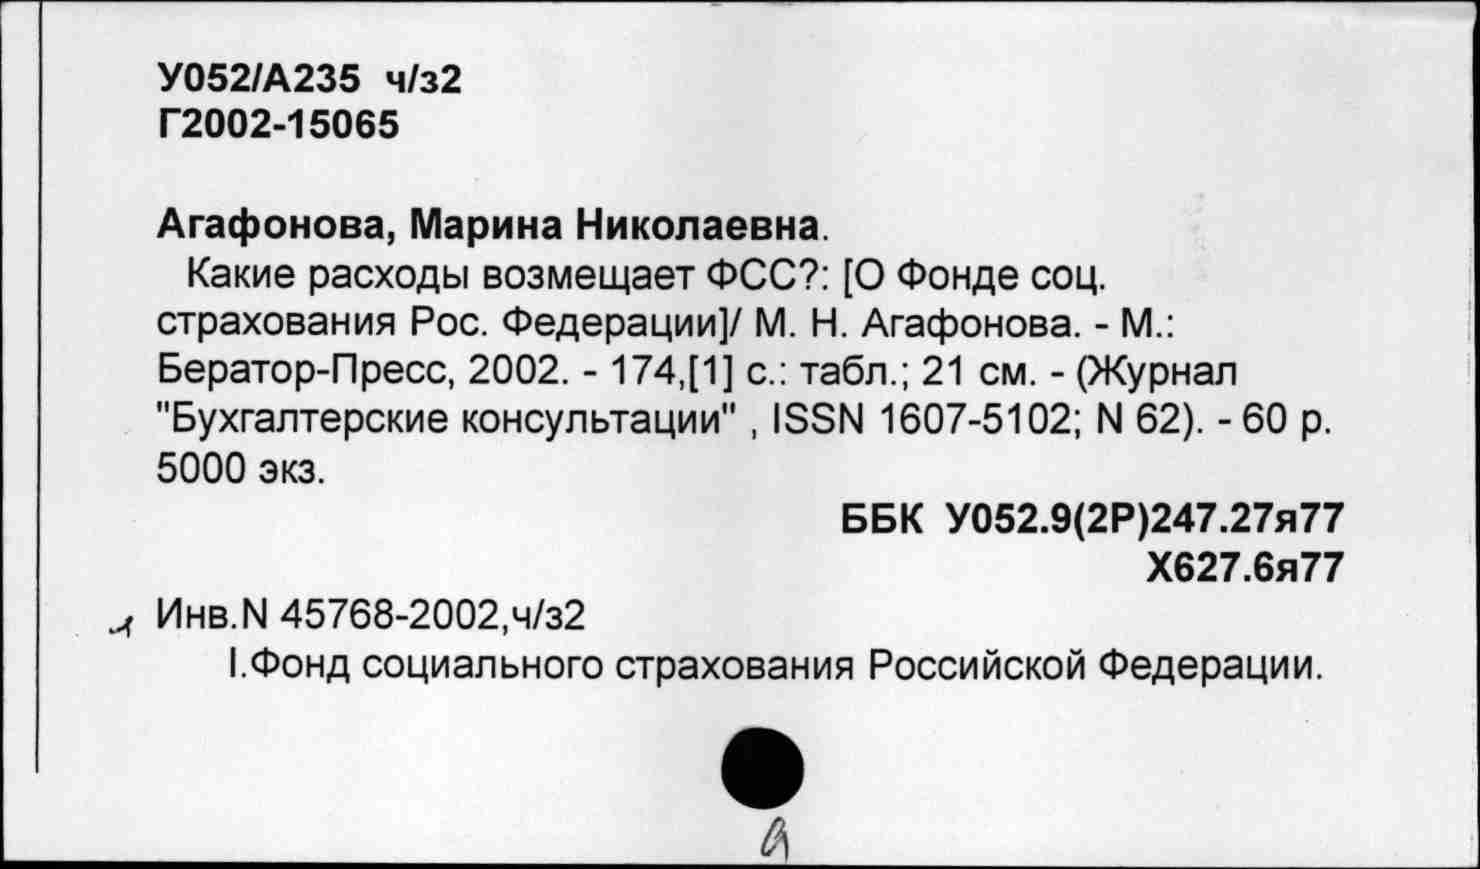 У052/А235 ч/з2
Г2002-15065
Агафонова, Марина Николаевна.
Какие расходы возмещает ФСС?: [О Фонде соц.
страхования Рос. Федерации]/ М. Н. Агафонова. - М.:
Бератор-Пресс, 2002. - 174,[1] с.: табл.; 21 см. - (Журнал
"Бухгалтерские консультации" , ISSN 1607-5102; N 62). - 60 р.
5000 экз.
ББК У052.9(2Р)247.27я77
Х627.6я77
Инв.N 45768-2002,ч/з2
I.Фонд социального страхования Российской Федерации.